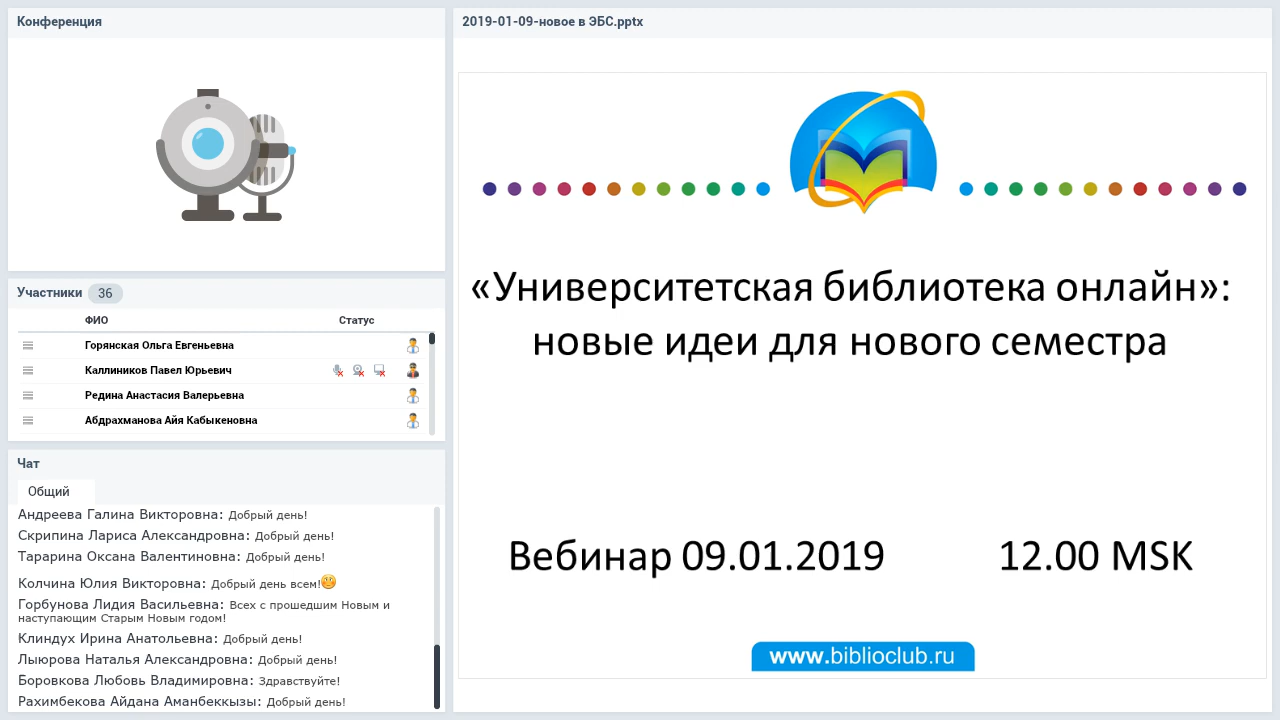 Конференция
Участники 36
ФИО Статус
Горянская Ольга Евгеньевна
Каллиников Павел Юрьевич
Редина Анастасия Валерьевна
Абдрахманова Айя Кабыкеновна
Чат
Общий
Андреева Галина Викторовна: Добрый день!
Скрипина Лариса Александровна: Добрый день!
Тарарина Оксана Валентиновна: Добрый день!
Колчина Юлия Викторовна: Добрый день всем!
Горбунова Лидия Васильевна: Всех с прошедшим Новым и
наступающим Старым Новым годом!
Клиндух Ирина Анатольевна: Добрый день!
Лыюрова Наталья Александровна: Добрый день!
Боровкова Любовь Владимировна: Здравствуйте!
Рахимбекова Айдана Аманбеккызы: Добрый день!
2019-01-09-новое в ЭБС.pptx
«Университетская библиотека онлайн»:
новые идеи для нового семестра
Вебинар 09.01.2019 12.00 MSK
www.biblioclub.ru